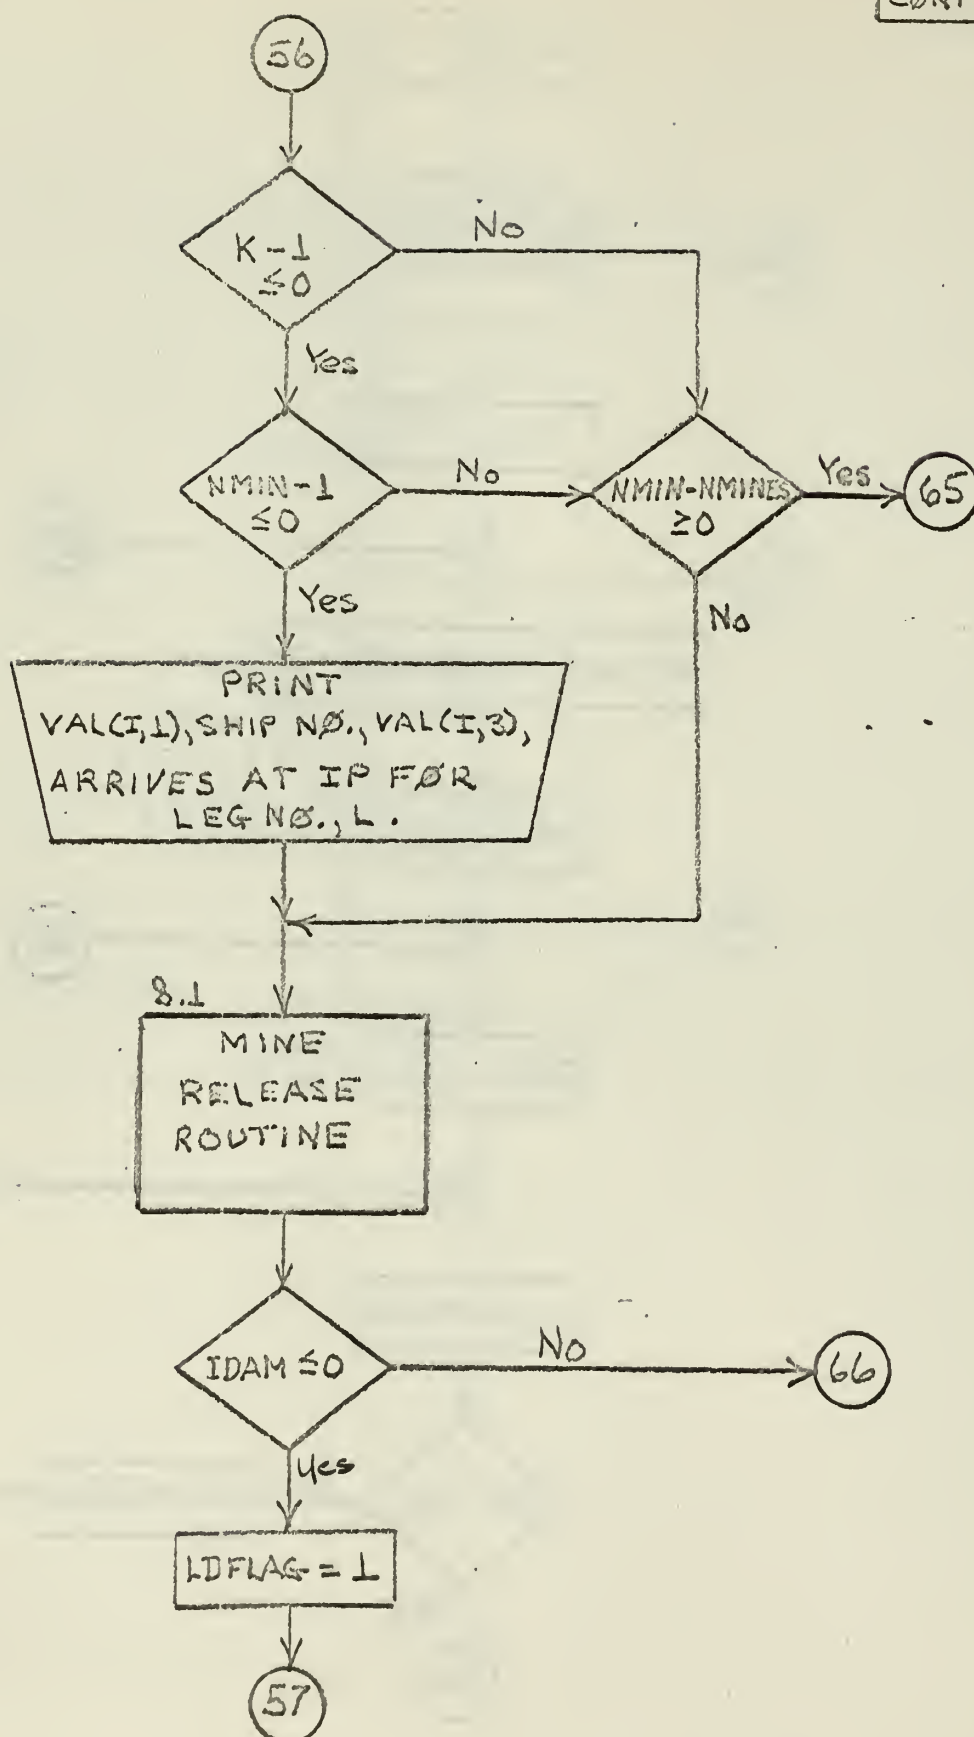 56
K-1
≤0
No
Yes
NMIN-1
≤0
No
NMIN-NMINES
≥0
Yes
65
Yes
No
PRINT
VAL(I,1), SHIP NØ., VAL(I,3),
ARRIVES AT IP FØR
LEG NØ., L.
8.1
MINE
RELEASE
ROUTINE
IDAM ≤0
No
66
Yes
LDFLAG = 1
57